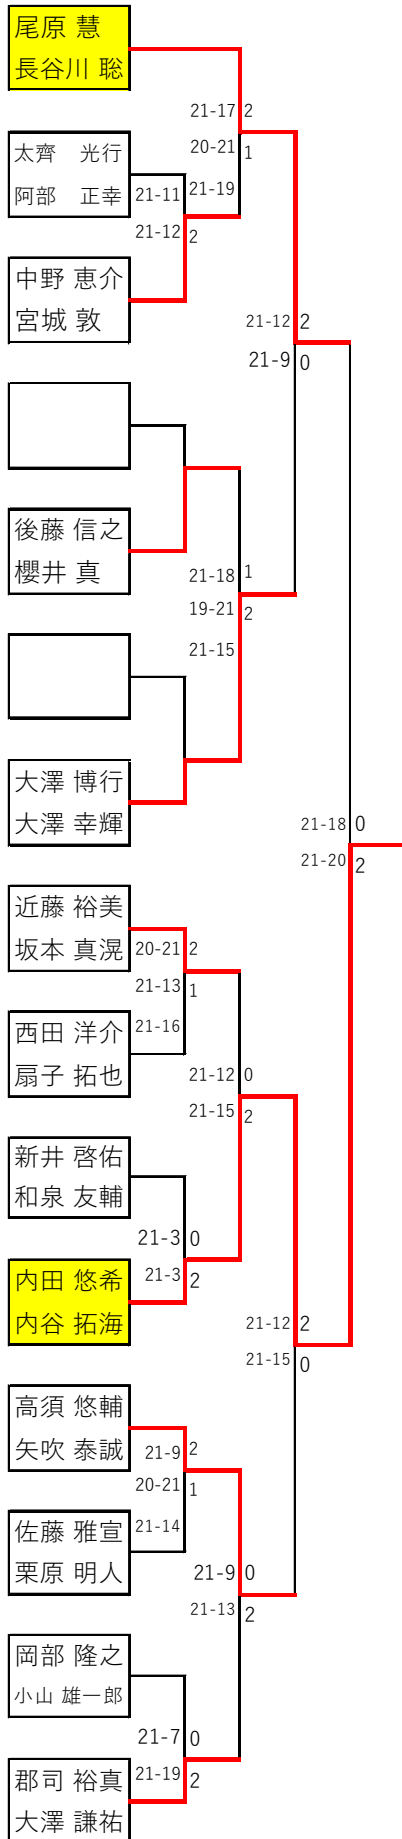 尾原 慧
長谷川 聡
21-17 2
20-21 1
太齊 光行
阿部 正幸
21-11
21-19
21-12 2
中野 恵介
宮城 敦
21-12 2
21-9 0
後藤 信之
櫻井 真
21-18 1
19-21 2
21-15
大澤 博行
大澤 幸輝
21-18 0
21-20 2
近藤 裕美
坂本 真滉
20-21 2
21-13 1
21-16
西田 洋介
扇子 拓也
21-12 0
21-15 2
新井 啓佑
和泉 友輔
21-3 0
21-3 2
内田 悠希
内谷 拓海
21-12 2
21-15 0
高須 悠輔
矢吹 泰誠
21-9 2
20-21 1
21-14
佐藤 雅宣
栗原 明人
21-9 0
21-13 2
岡部 隆之
小山 雄一郎
21-7 0
21-19 2
郡司 裕真
大澤 謙祐